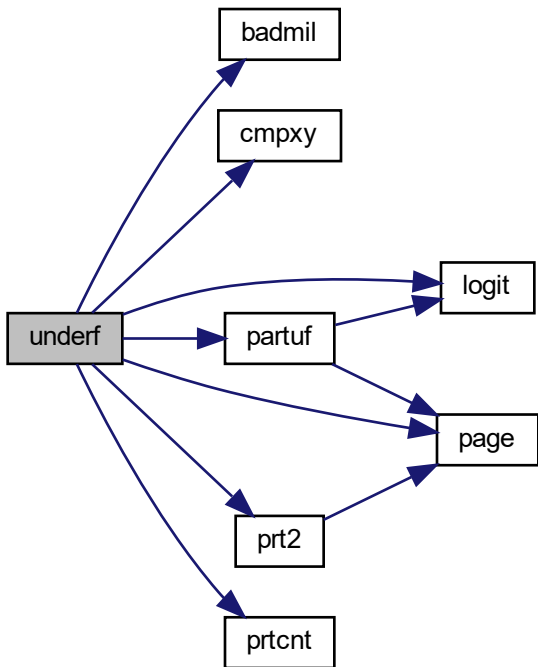 badmil
cmpxy
logit
underf
partuf
page
prt2
prtcnt